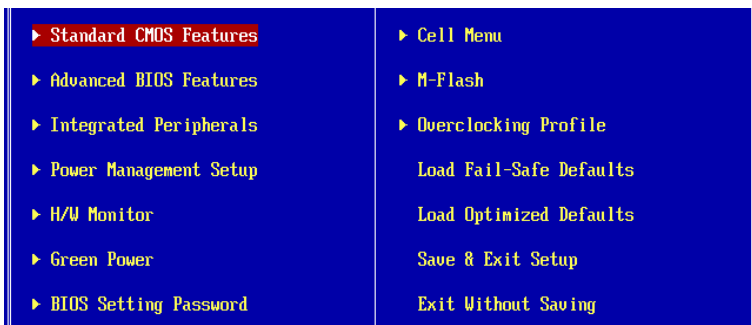 Standard CMOS Features
Advanced BIOS Features
Integrated Peripherals
Power Management Setup
H/W Monitor
Green Power
BIOS Setting Password
Cell Menu
M-Flash
Overclocking Profile
Load Fail-Safe Defaults
Load Optimized Defaults
Save & Exit Setup
Exit Without Saving